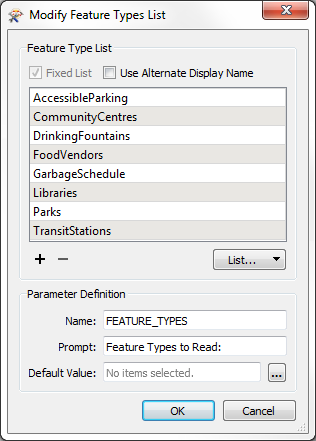 Modify Feature Types List
Feature Type List
Fixed List
Use Alternate Display Name
AccessibleParking
CommunityCentres
DrinkingFountains
FoodVendors
GarbageSchedule
Libraries
Parks
TransitStations
+ −
List...
Parameter Definition
Name: FEATURE_TYPES
Prompt: Feature Types to Read:
Default Value: No items selected. ...
OK Cancel